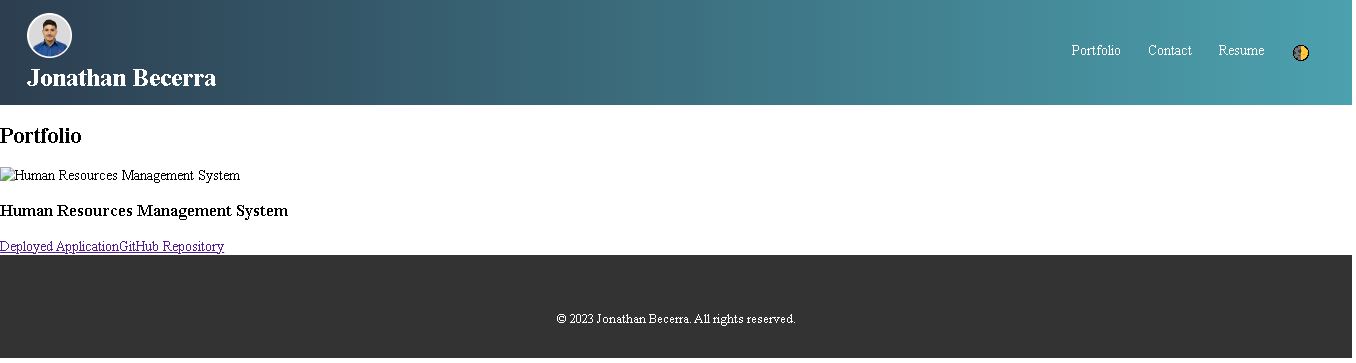 Jonathan Becerra
Portfolio Contact Resume
Portfolio
Human Resources Management System
Human Resources Management System
Deployed ApplicationGitHub Repository
© 2023 Jonathan Becerra. All rights reserved.